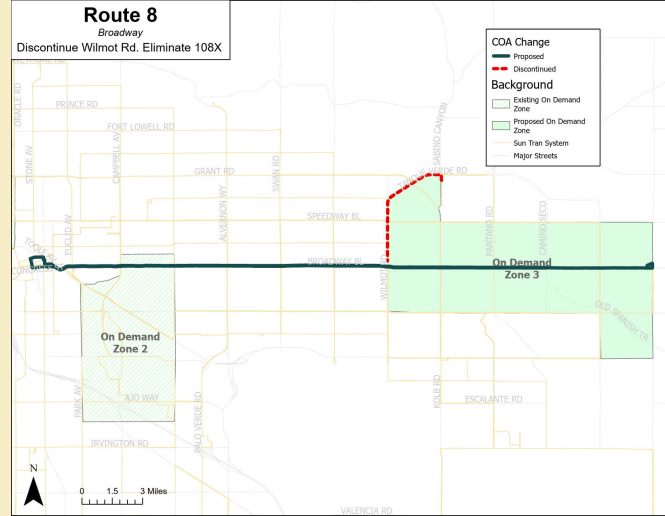 Route 8
Broadway
Discontinue Wilmot Rd. Eliminate 108X
COA Change
Proposed
Discontinued
Background
Existing On Demand
Zone
Proposed On Demand
Zone
Sun Tran System
Major Streets
ORACLE RD
PRINCE RD
FORT LOWELL RD
STONE AV
CAMPBELL AV
GRANT RD
SWAN RD
SABINO CANYON
VERDE RD
EUCLID AV
ALVERNON WY
SPEEDWAY BL
PANTANO RD
CAMINO SECO
BROADWAY BL
WILMOT RD
On Demand
Zone 3
OLD SPANISH TR
On Demand
Zone 2
KOLB RD
PARK AV
AJO WAY
ESCALANTE RD
PALO VERDE RD
IRVINGTON RD
VALENCIA RD
N
0 1.5 3 Miles